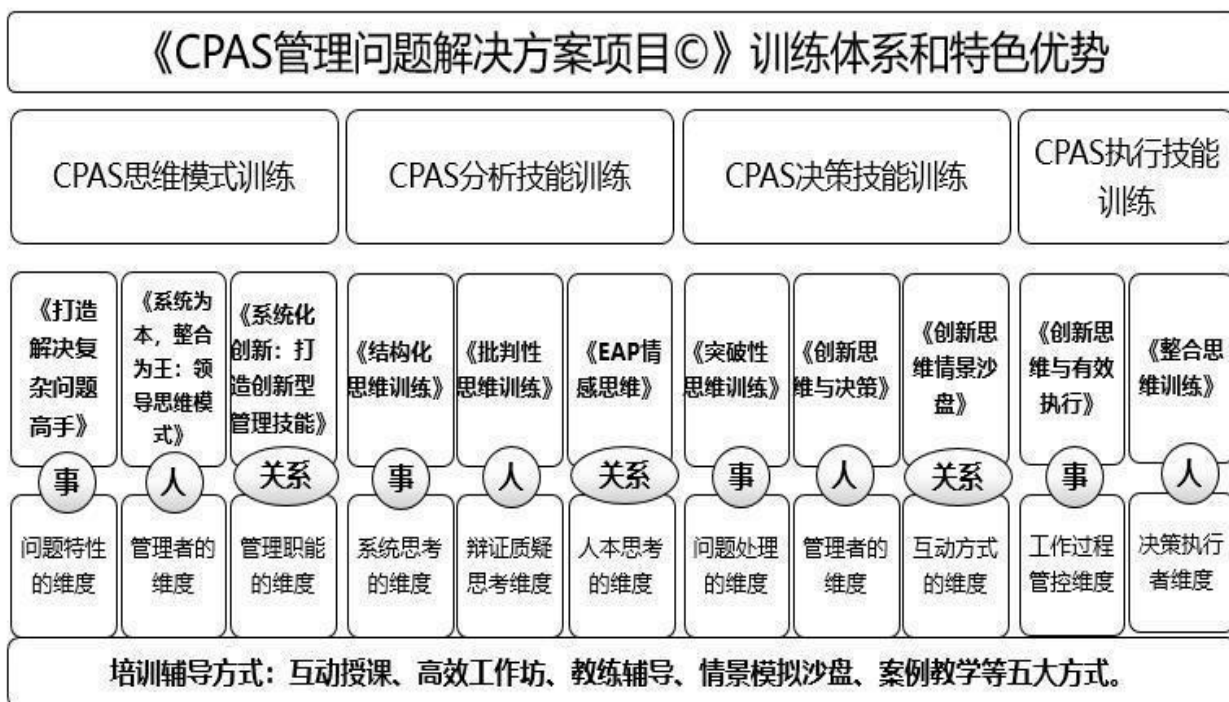 《CPAS管理问题解决方案项目©》训练体系和特色优势
CPAS思维模式训练
CPAS分析技能训练
CPAS决策技能训练
CPAS执行技能
训练
《打造
解决复
杂问题
高手》
《系统为
本，整合
为王：领
导思维模
式》
《系统化
创新：打
造创新型
管理技能》
《结构化
思维训练》
《批判性
思维训练》
《EAP情
感思维》
《突破性
思维训练》
《创新思
维与决策》
《创新思
维情景沙
盘》
《创新思
维与有效
执行》
《整合思
维训练》
事
人
关系
事
人
关系
事
人
关系
事
人
问题特性
的维度
管理者的
维度
管理职能
的维度
系统思考
的维度
辩证质疑
思考维度
人本思考
的维度
问题处理
的维度
管理者的
维度
互动方式
的维度
工作过程
管控维度
决策执行
者维度
培训辅导方式：互动授课、高效工作坊、教练辅导、情景模拟沙盘、案例教学等五大方式。